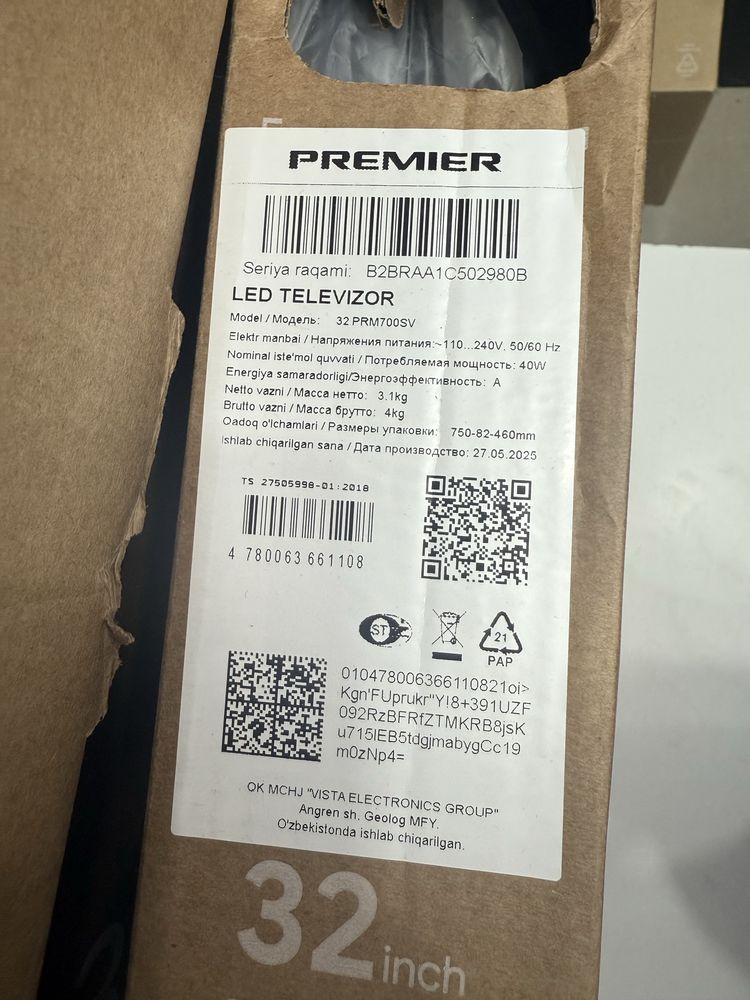 PREMIER
Seriya raqami: B2BRAA1C502980B
LED TELEVIZOR
Model / Модель: 32 PRM700SV
Elektr manbai / Напряжения питания:~110...240V, 50/60 Hz
Nominal iste'mol quvvati / Потребляемая мощность: 40W
Energiya samaradorligi/Энергоэффективность: A
Netto vazni / Масса нетто: 3.1kg
Brutto vazni / Масса брутто: 4kg
Qadoq o'lchamlari / Размеры упаковки: 750-82-460mm
Ishlab chiqarilgan sana / Дата производство: 27.05.2025
TS 27505998-01:2018
4 780063 661108
ST
21
PAP
010478006366110821oi>
Kgn'FUprukr"Y!8+391UZF
092RzBFRfZTMKRB8jsK
u715IEB5tdgjmabygCc19
m0zNp4=
OK MCHJ "VISTA ELECTRONICS GROUP"
Angren sh, Geolog MFY.
O'zbekistonda ishlab chiqarilgan.
32 inch